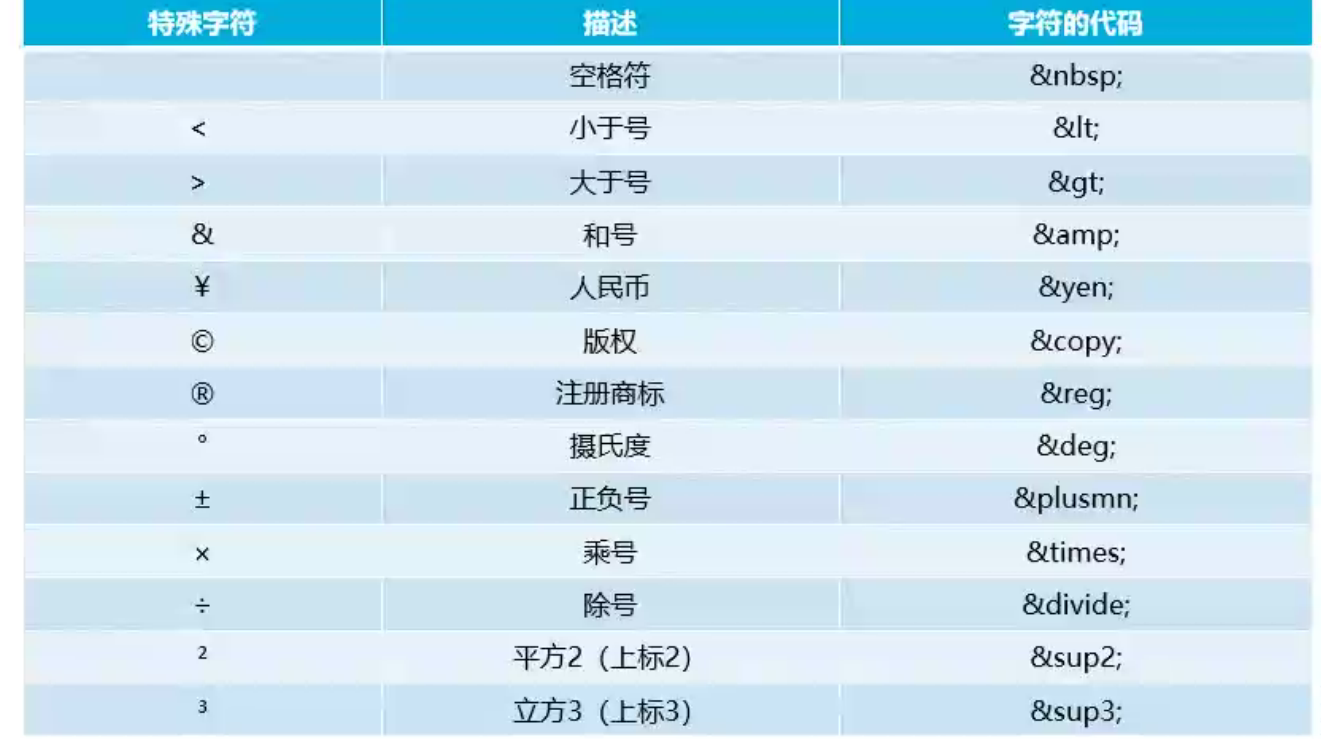 特殊字符 描述 字符的代码
空格符 &nbsp;
< 小于号 &lt;
> 大于号 &gt;
& 和号 &amp;
¥ 人民币 &yen;
© 版权 &copy;
® 注册商标 &reg;
° 摄氏度 &deg;
± 正负号 &plusmn;
× 乘号 &times;
÷ 除号 &divide;
² 平方2（上标2） &sup2;
³ 立方3（上标3） &sup3;